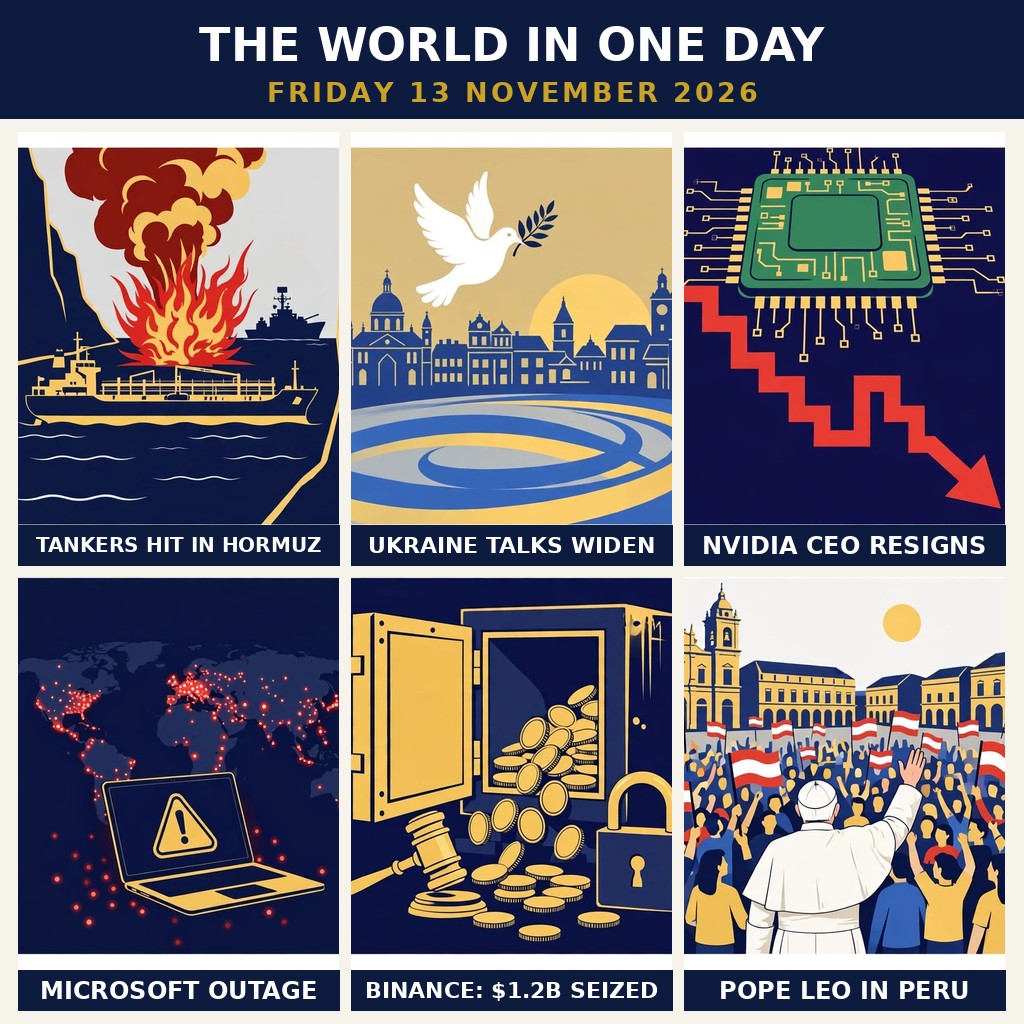 THE WORLD IN ONE DAY
FRIDAY 13 NOVEMBER 2026
TANKERS HIT IN HORMUZ
UKRAINE TALKS WIDEN
NVIDIA CEO RESIGNS
MICROSOFT OUTAGE
BINANCE: $1.2B SEIZED
POPE LEO IN PERU